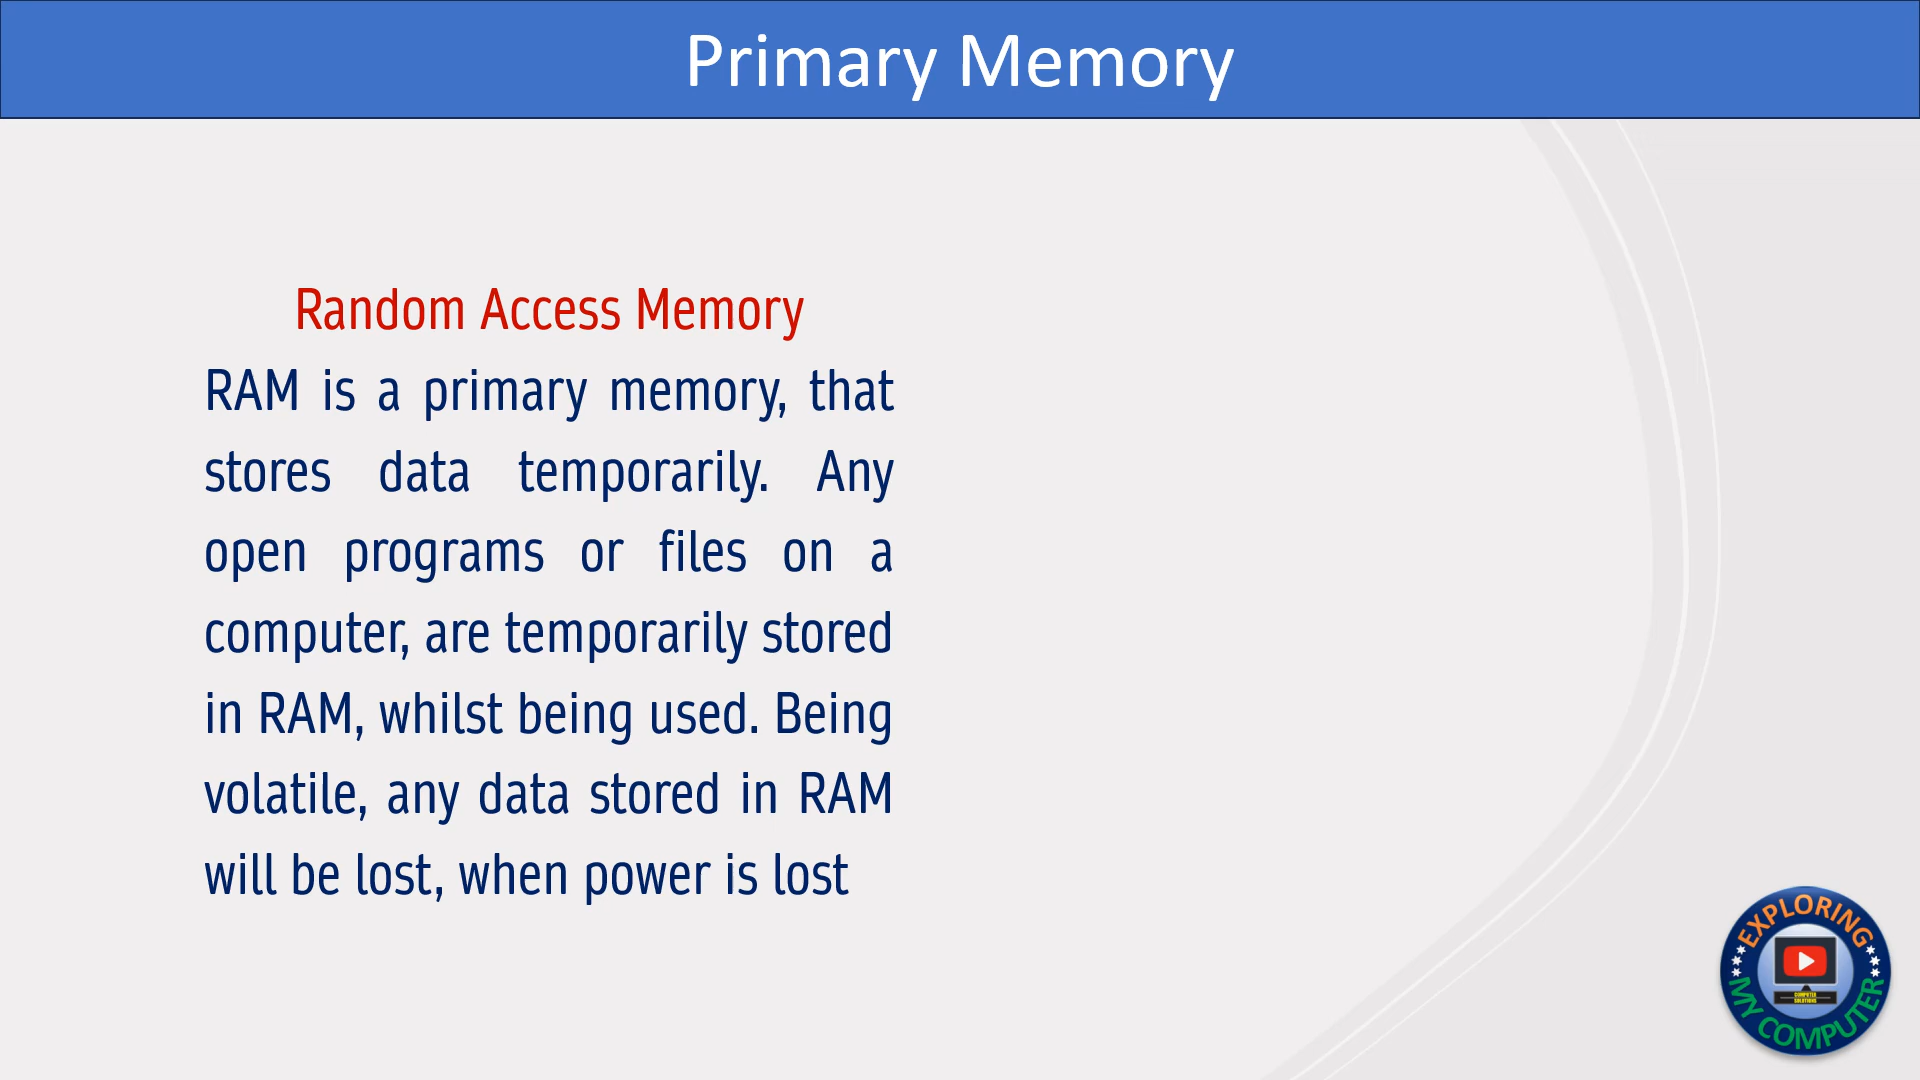 Primary Memory
Random Access Memory
RAM is a primary memory, that
stores data temporarily. Any
open programs or files on a
computer, are temporarily stored
in RAM, whilst being used. Being
volatile, any data stored in RAM
will be lost, when power is lost
EXPLORING
COMPUTER
SOLUTIONS
MY COMPUTER